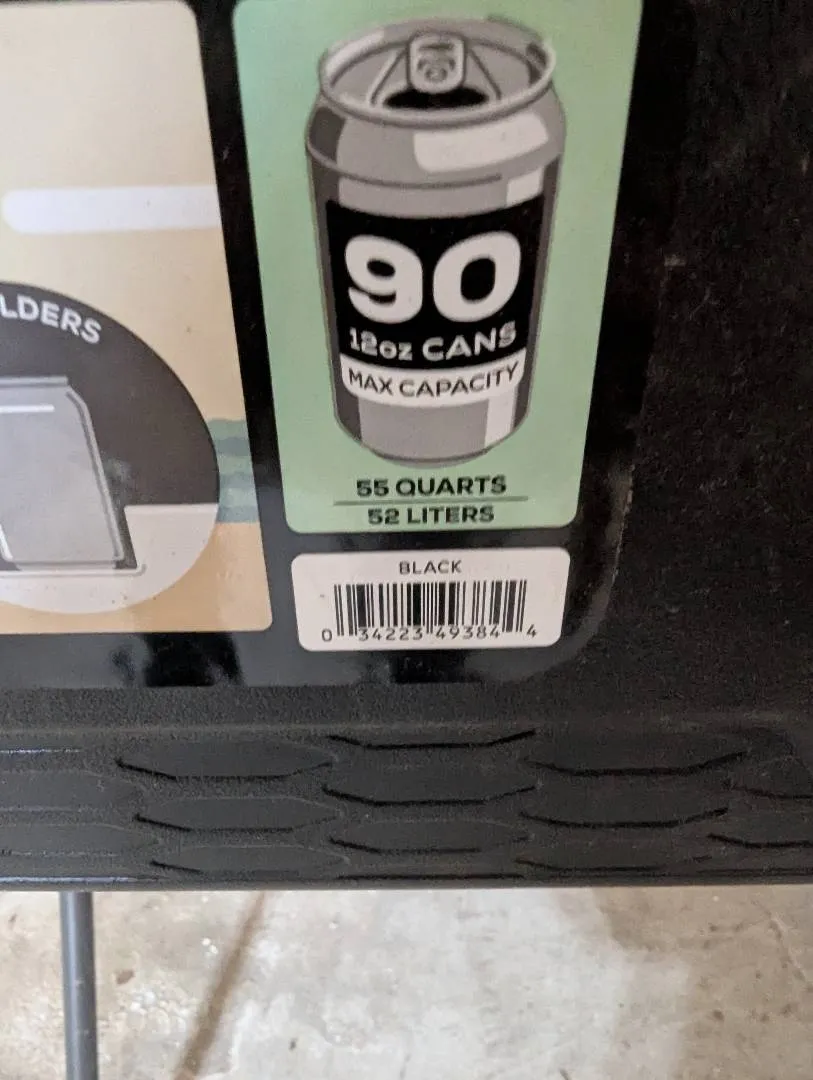 LDERS
90
12oz CANS
MAX CAPACITY
55 QUARTS
52 LITERS
BLACK
0 34223 49384 4